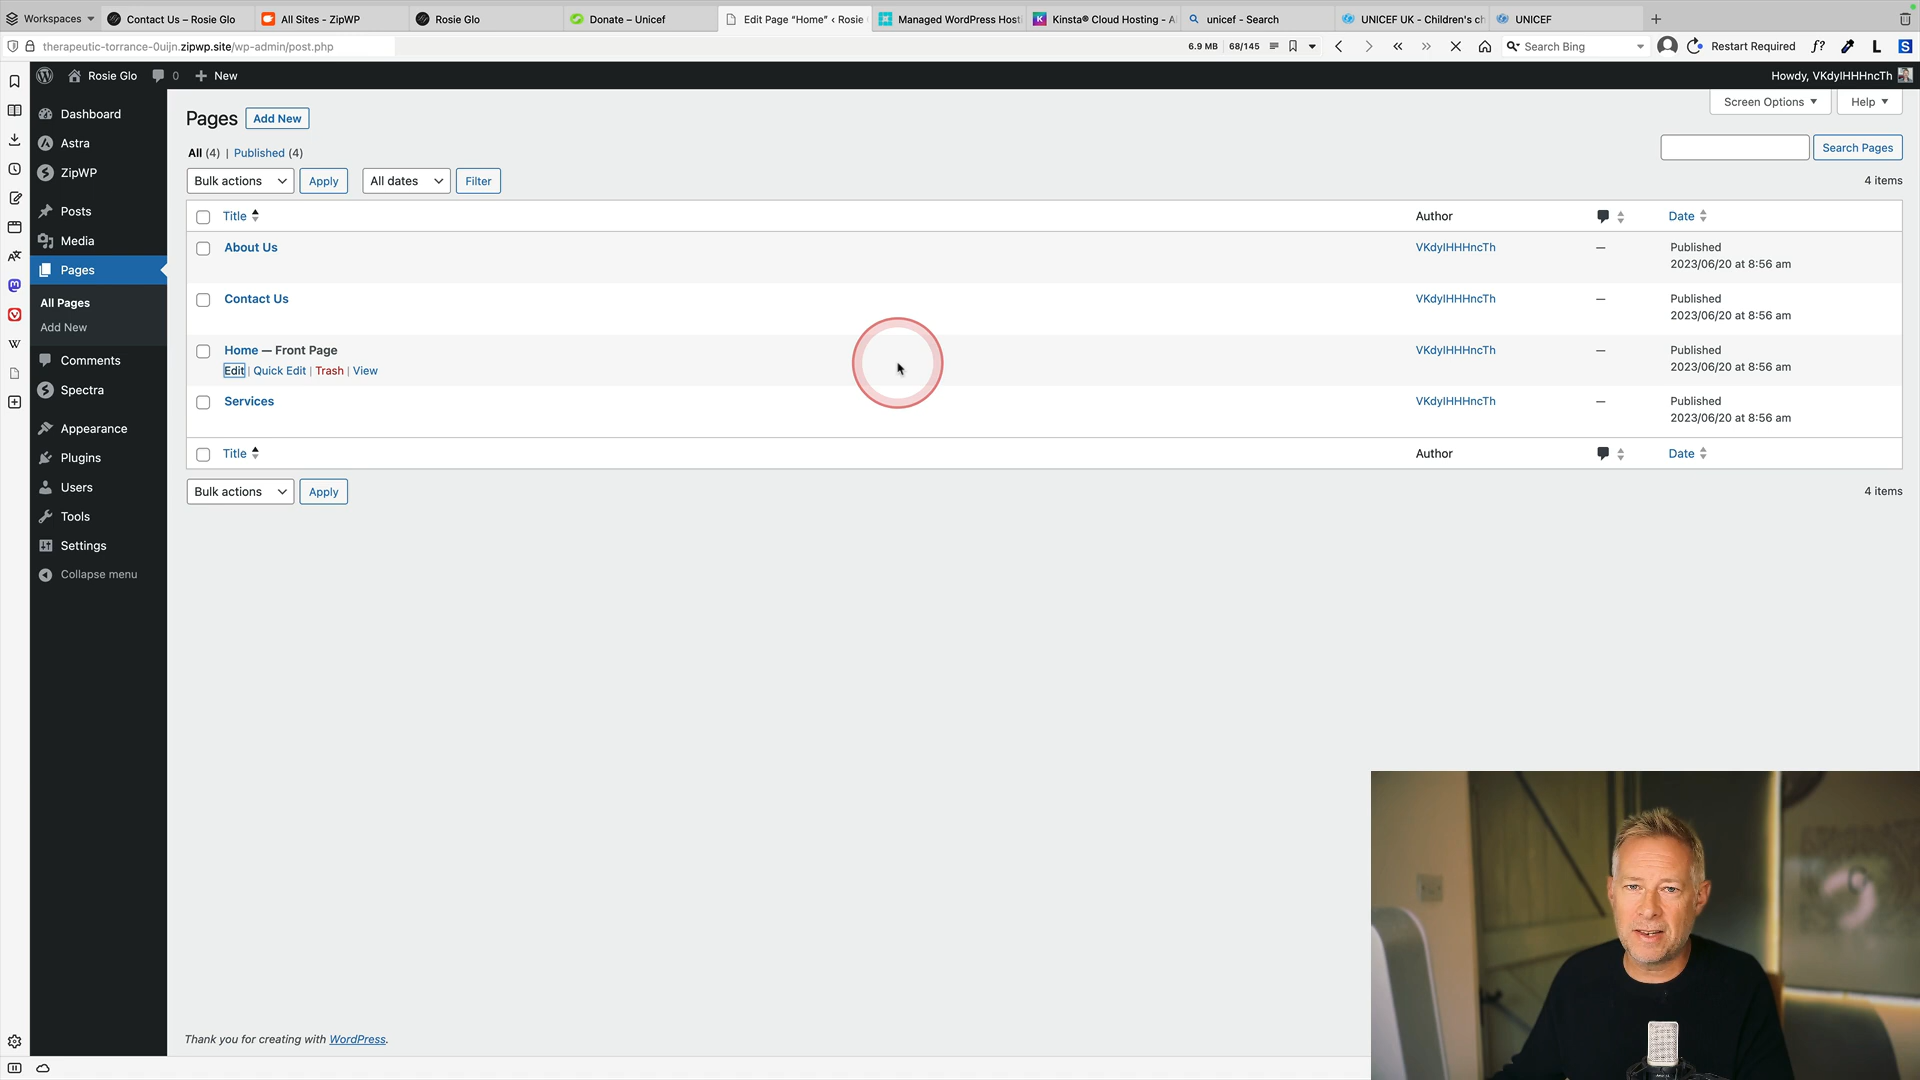 Workspaces
Contact Us – Rosie Glo
All Sites - ZipWP
Rosie Glo
Donate – Unicef
Edit Page “Home” ‹ Rosie
Managed WordPress Host
Kinsta® Cloud Hosting - A
unicef - Search
UNICEF UK - Children's ch
UNICEF
therapeutic-torrance-0uijn.zipwp.site/wp-admin/post.php
6.9 MB 68/145
Search Bing
Restart Required
f?
L
S
Rosie Glo
0
New
Howdy, VKdylHHHncTh
Dashboard
Astra
ZipWP
Posts
Media
Pages
All Pages
Add New
Comments
Spectra
Appearance
Plugins
Users
Tools
Settings
Collapse menu
Screen Options
Help
Pages
Add New
All (4) | Published (4)
Search Pages
Bulk actions
Apply
All dates
Filter
4 items
Title
Author
Date
About Us
VKdylHHHncTh
—
Published
2023/06/20 at 8:56 am
Contact Us
VKdylHHHncTh
—
Published
2023/06/20 at 8:56 am
Home — Front Page
Edit | Quick Edit | Trash | View
VKdylHHHncTh
—
Published
2023/06/20 at 8:56 am
Services
VKdylHHHncTh
—
Published
2023/06/20 at 8:56 am
Title
Author
Date
Bulk actions
Apply
4 items
Thank you for creating with WordPress.